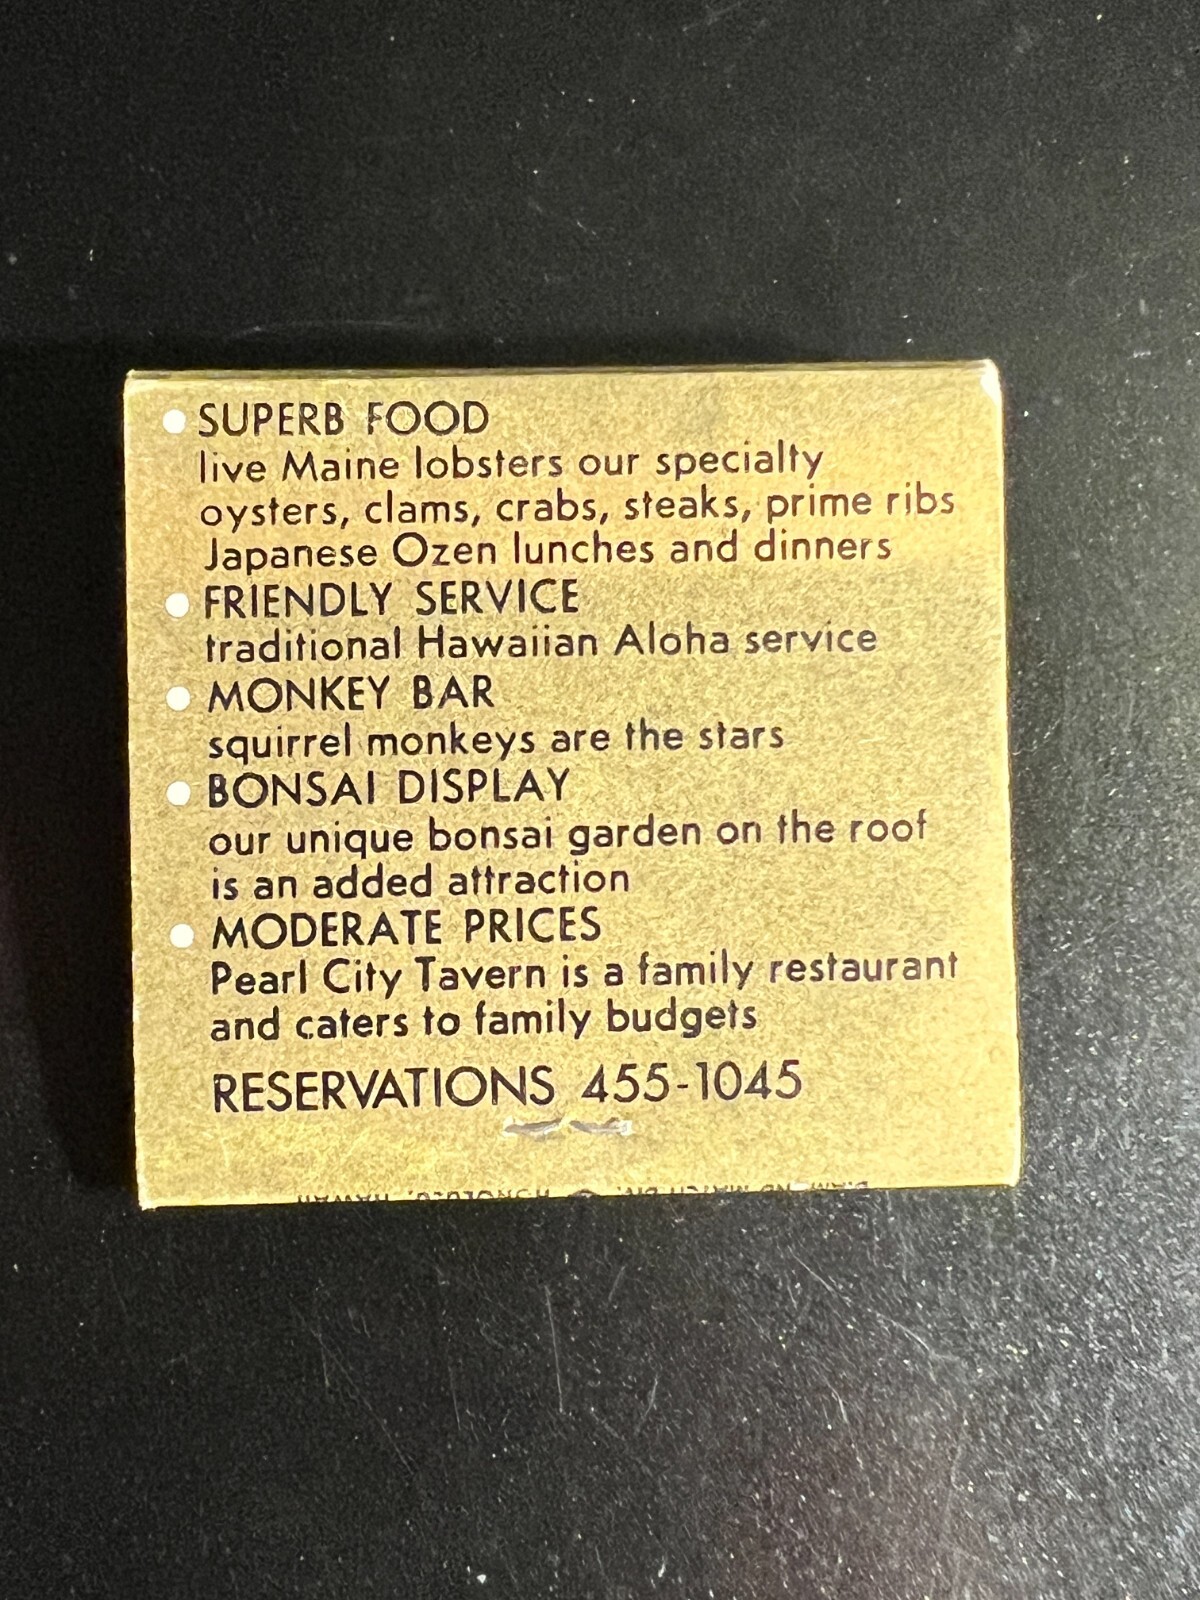 SUPERB FOOD
live Maine lobsters our specialty
oysters, clams, crabs, steaks, prime ribs
Japanese Ozen lunches and dinners
FRIENDLY SERVICE
traditional Hawaiian Aloha service
MONKEY BAR
squirrel monkeys are the stars
BONSAI DISPLAY
our unique bonsai garden on the roof
is an added attraction
MODERATE PRICES
Pearl City Tavern is a family restaurant
and caters to family budgets
RESERVATIONS 455-1045